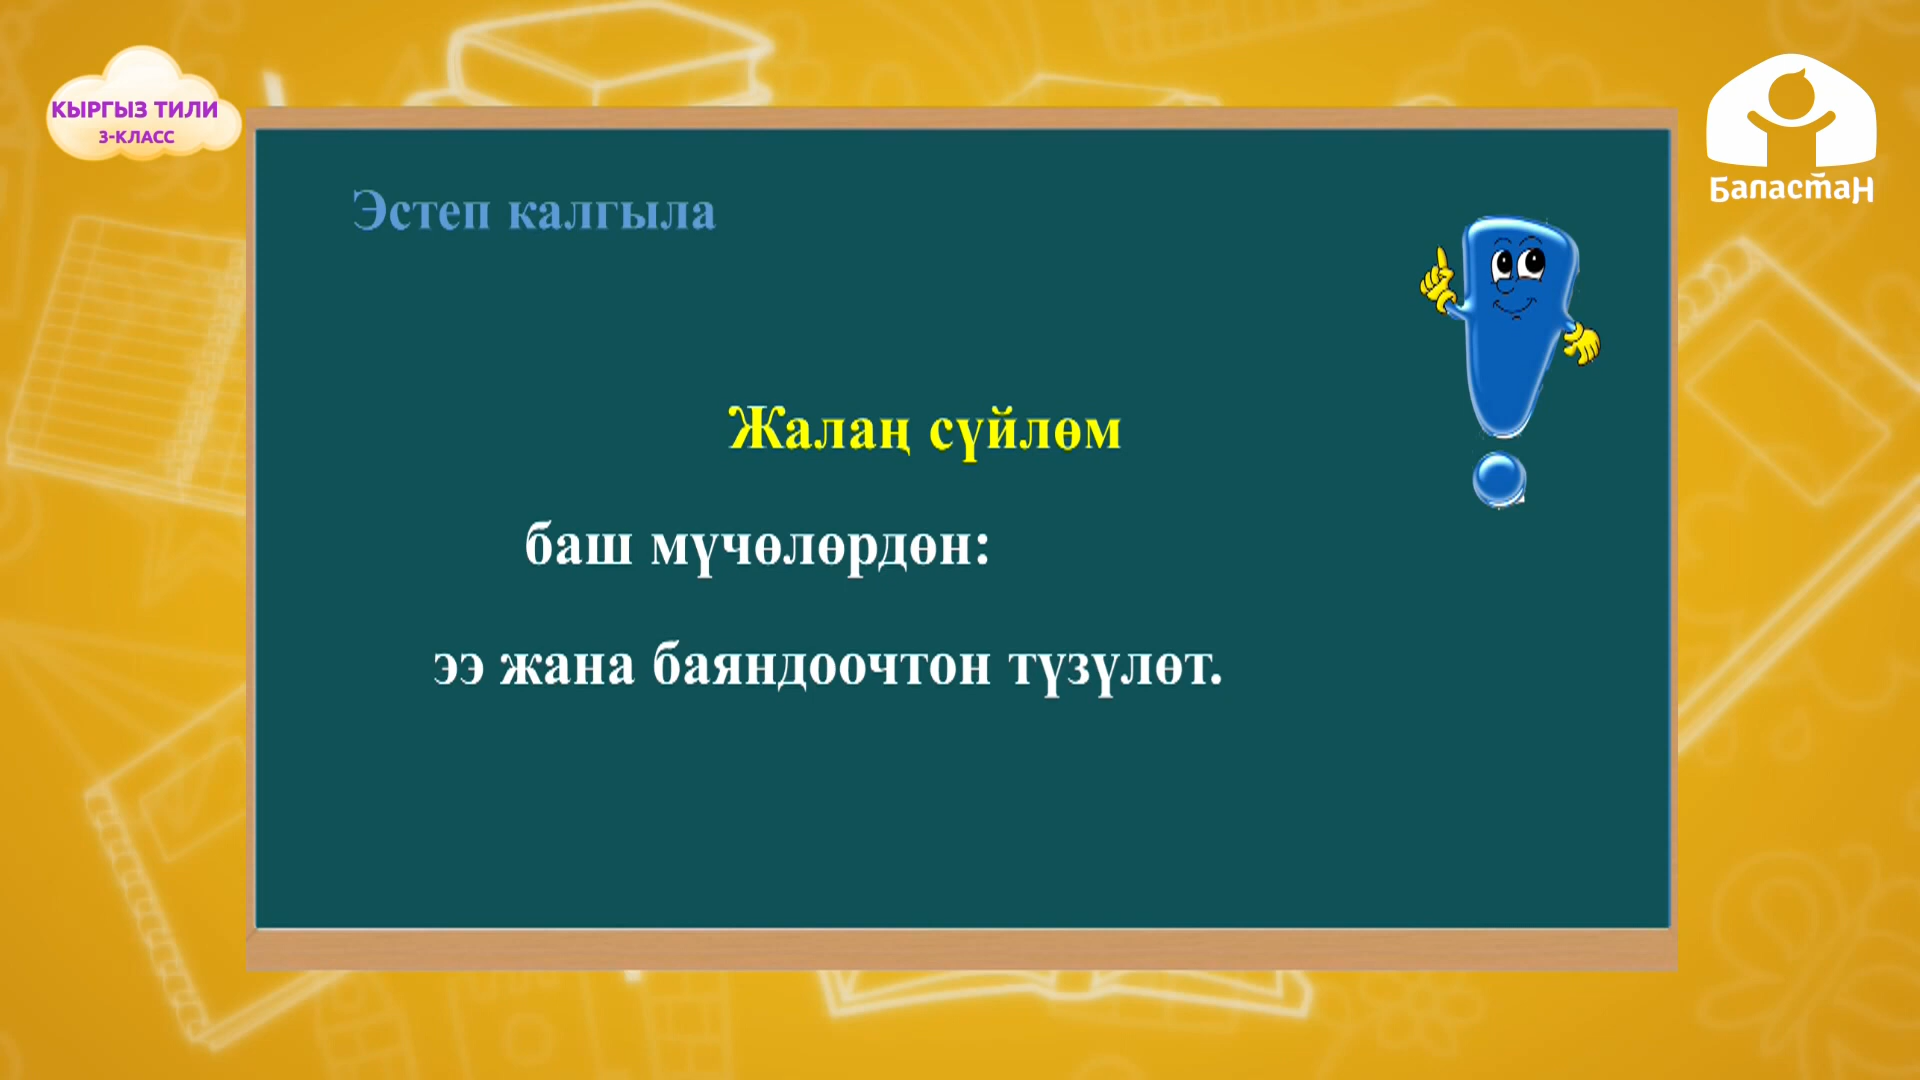 КЫРГЫЗ ТИЛИ
3-КЛАСС
Баластан
Эстеп калгыла
Жалаң сүйлөм
баш мүчөлөрдөн:
ээ жана баяндоочтон түзүлөт.